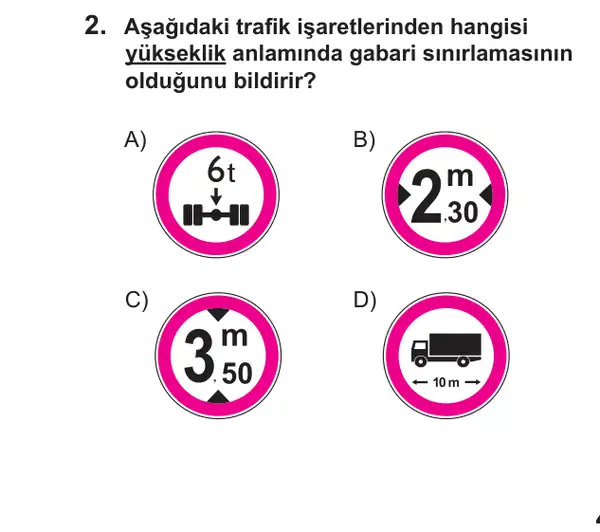 2. Aşağıdaki trafik işaretlerinden hangisi
yükseklik anlamında gabari sınırlamasının
olduğunu bildirir?
A)
6t
B)
2 m
.30
C)
3 m
. 50
D)
10 m